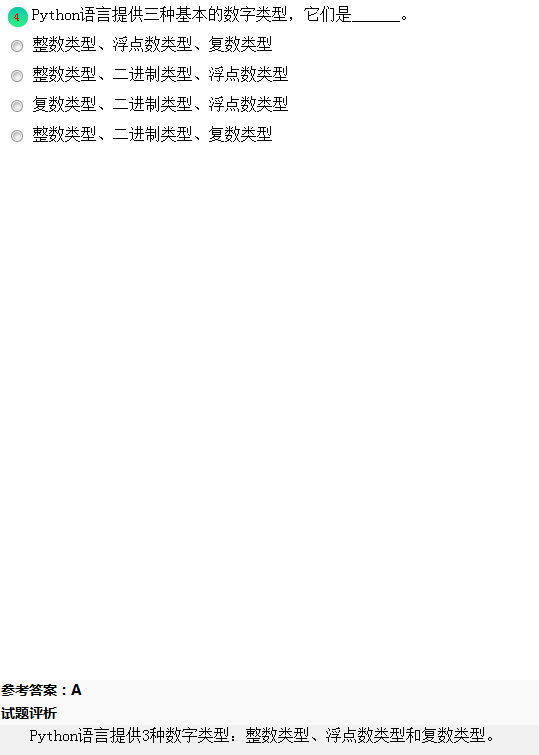 4 Python语言提供三种基本的数字类型，它们是______。
整数类型、浮点数类型、复数类型
整数类型、二进制类型、浮点数类型
复数类型、二进制类型、浮点数类型
整数类型、二进制类型、复数类型
参考答案：A
试题评析
Python语言提供3种数字类型：整数类型、浮点数类型和复数类型。